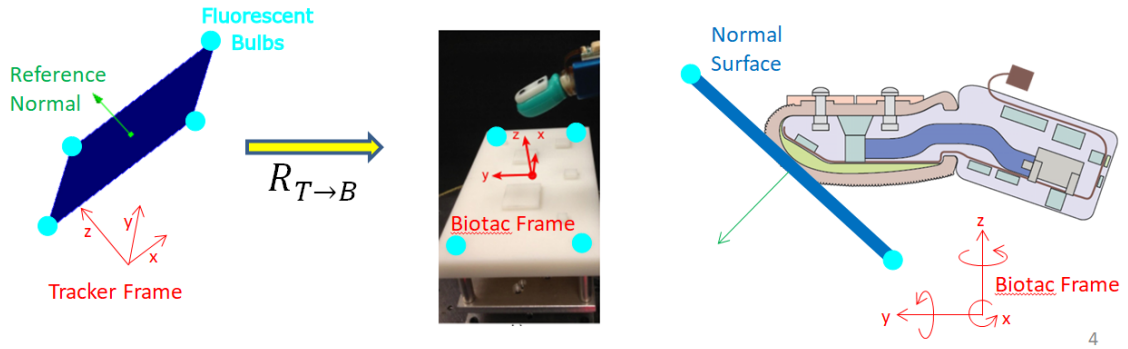 Fluorescent
Bulbs
Reference
Normal
z
y
x
Tracker Frame
R_{T→B}
z
x
y
Biotac Frame
Normal
Surface
z
Biotac Frame
y
x
4